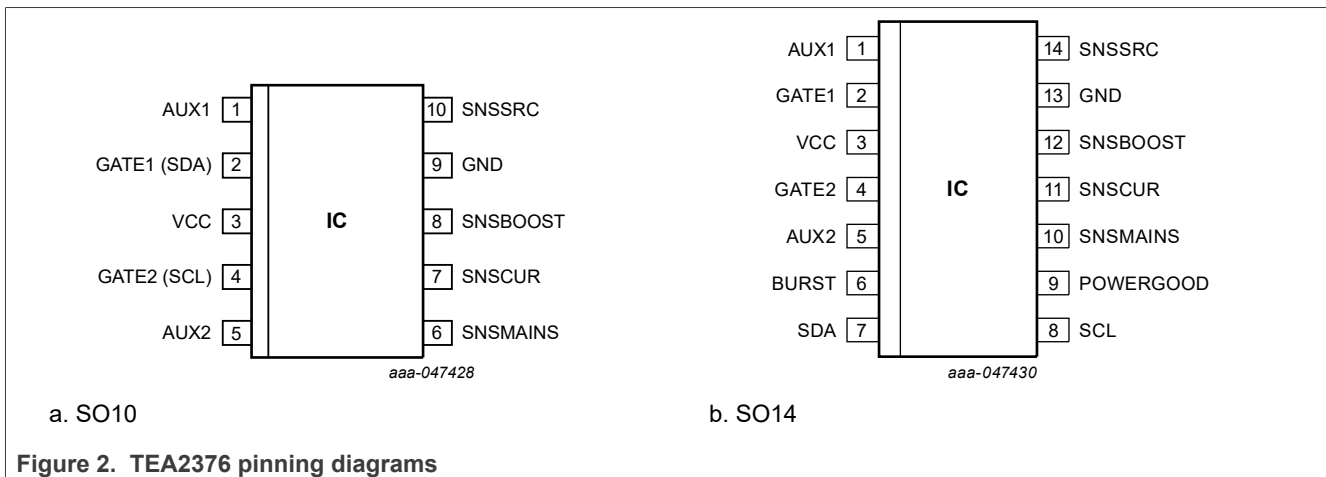 AUX1 1
GATE1 (SDA) 2
VCC 3
GATE2 (SCL) 4
AUX2 5
IC
10 SNSSRC
9 GND
8 SNSBOOST
7 SNSCUR
6 SNSMAINS
aaa-047428
a. SO10
AUX1 1
GATE1 2
VCC 3
GATE2 4
AUX2 5
BURST 6
SDA 7
IC
14 SNSSRC
13 GND
12 SNSBOOST
11 SNSCUR
10 SNSMAINS
9 POWERGOOD
8 SCL
aaa-047430
b. SO14
Figure 2. TEA2376 pinning diagrams